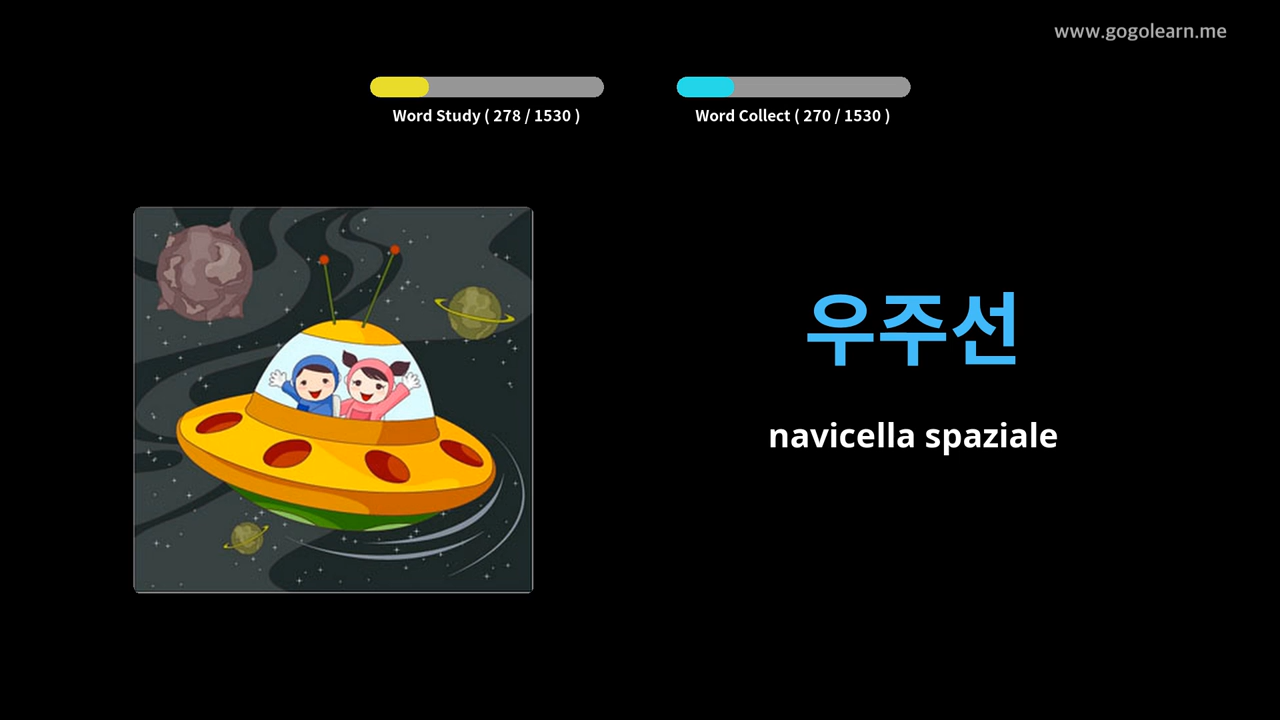 www.gogolearn.me
Word Study ( 278 / 1530 )
Word Collect ( 270 / 1530 )
우주선
navicella spaziale